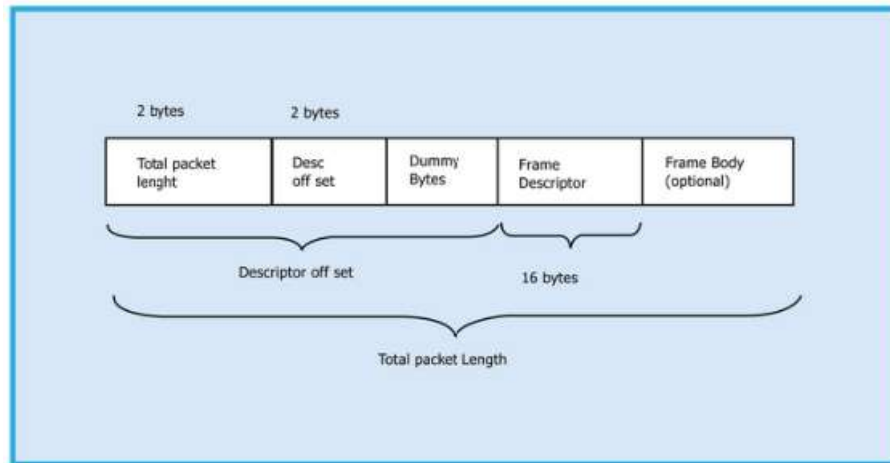 2 bytes
2 bytes
Total packet
lenght
Desc
off set
Dummy
Bytes
Frame
Descriptor
Frame Body
(optional)
Descriptor off set
16 bytes
Total packet Length